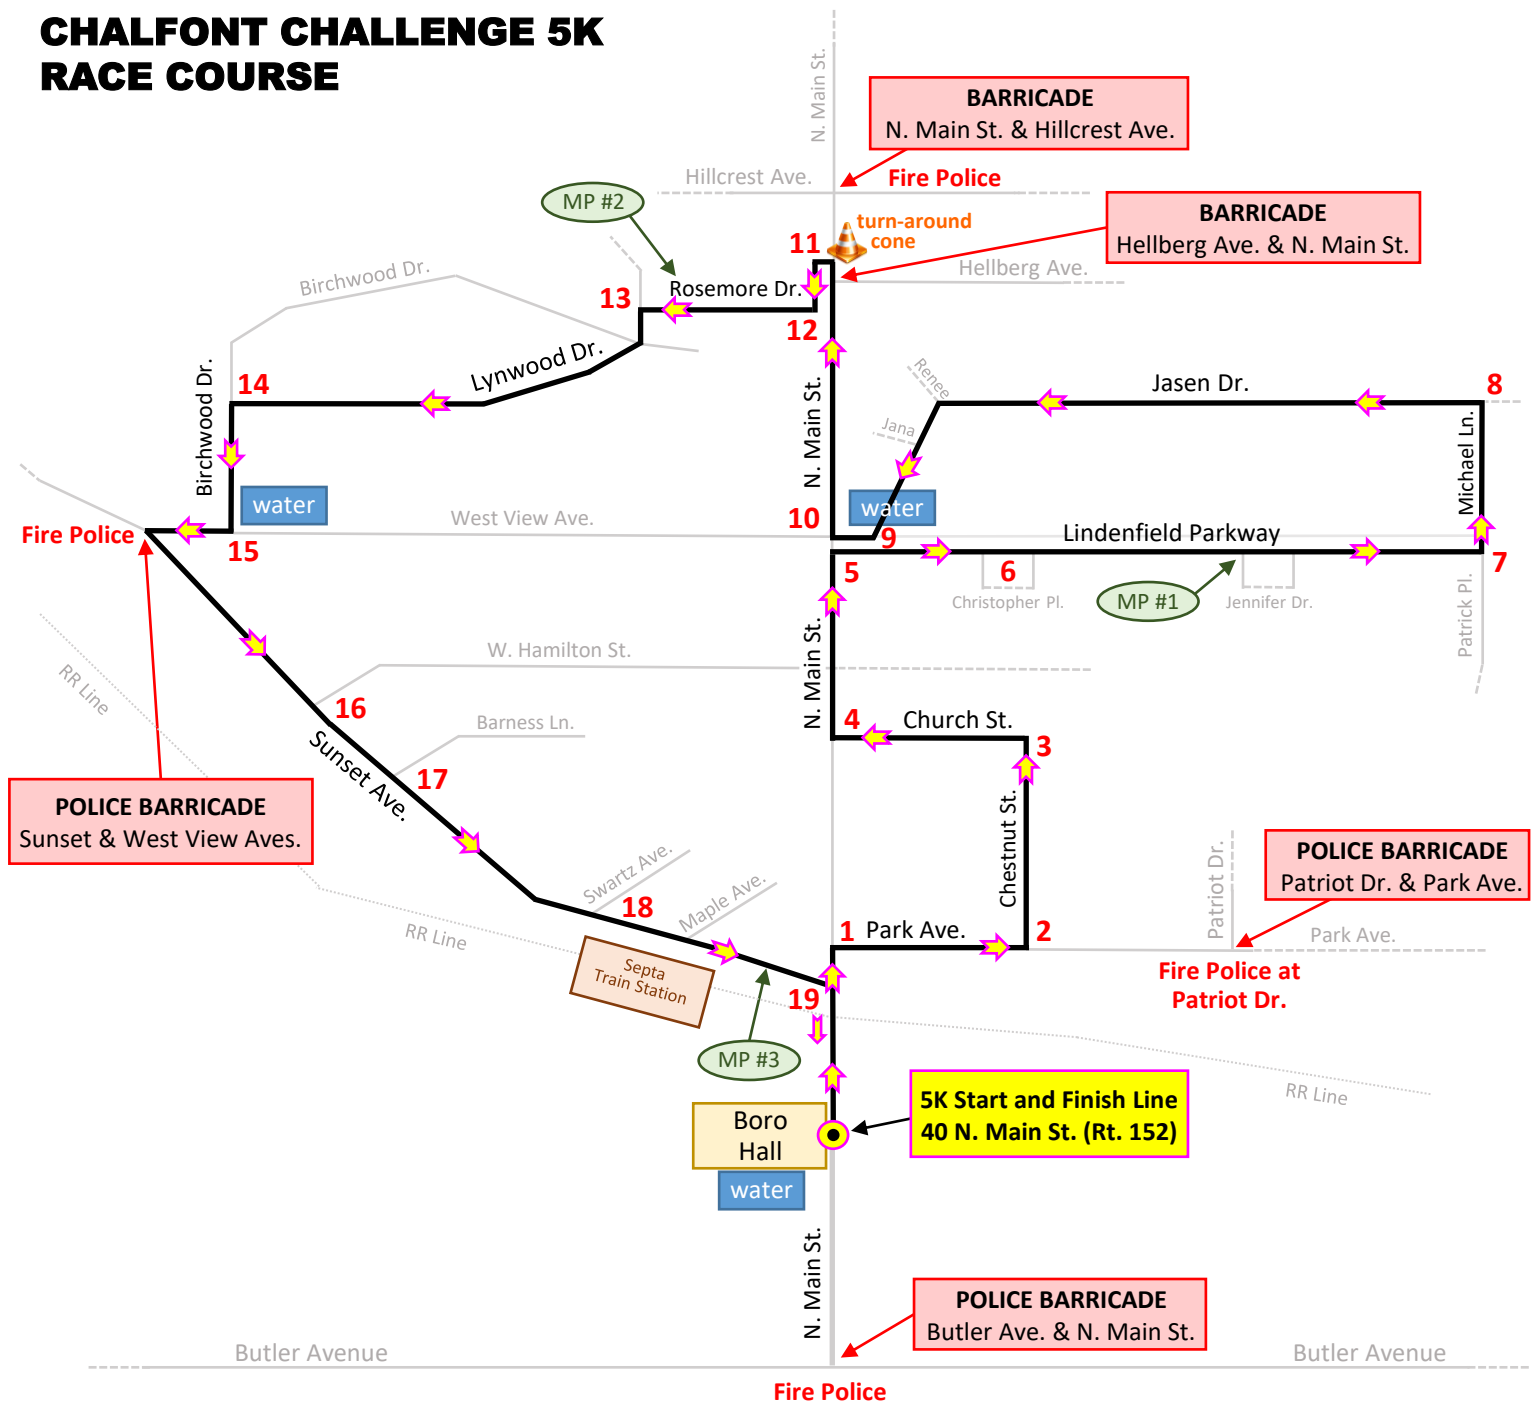 CHALFONT CHALLENGE 5K
RACE COURSE
N. Main St.
BARRICADE
N. Main St. & Hillcrest Ave.
Hillcrest Ave.
Fire Police
MP #2
BARRICADE
Hellberg Ave. & N. Main St.
turn-around
cone
11
Hellberg Ave.
Birchwood Dr.
Rosemore Dr.
13
12
Lynwood Dr.
Renee
Jasen Dr.
8
14
Birchwood Dr.
N. Main St.
Jana
Michael Ln.
water
water
Fire Police
15
West View Ave.
10
9
Lindenfield Parkway
5
6
7
Christopher Pl.
MP #1
Jennifer Dr.
Patrick Pl.
RR Line
W. Hamilton St.
N. Main St.
16
Barness Ln.
4
Church St.
3
Sunset Ave.
17
POLICE BARRICADE
Sunset & West View Aves.
Chestnut St.
POLICE BARRICADE
Patriot Dr. & Park Ave.
Patriot Dr.
Swartz Ave.
Maple Ave.
18
RR Line
1
Park Ave.
2
Park Ave.
Septa
Train Station
Fire Police at
Patriot Dr.
19
MP #3
RR Line
5K Start and Finish Line
40 N. Main St. (Rt. 152)
Boro
Hall
water
N. Main St.
POLICE BARRICADE
Butler Ave. & N. Main St.
Butler Avenue
Butler Avenue
Fire Police